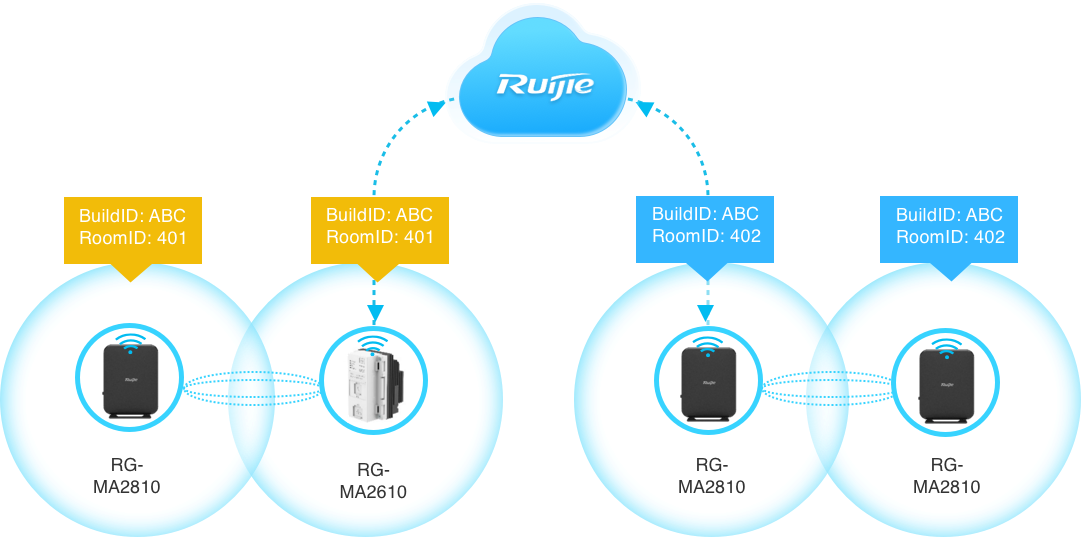 Ruijie
BuildID: ABC
RoomID: 401
BuildID: ABC
RoomID: 401
BuildID: ABC
RoomID: 402
BuildID: ABC
RoomID: 402
Ruijie
Ruijie
Ruijie
RG-
MA2810
RG-
MA2610
RG-
MA2810
RG-
MA2810